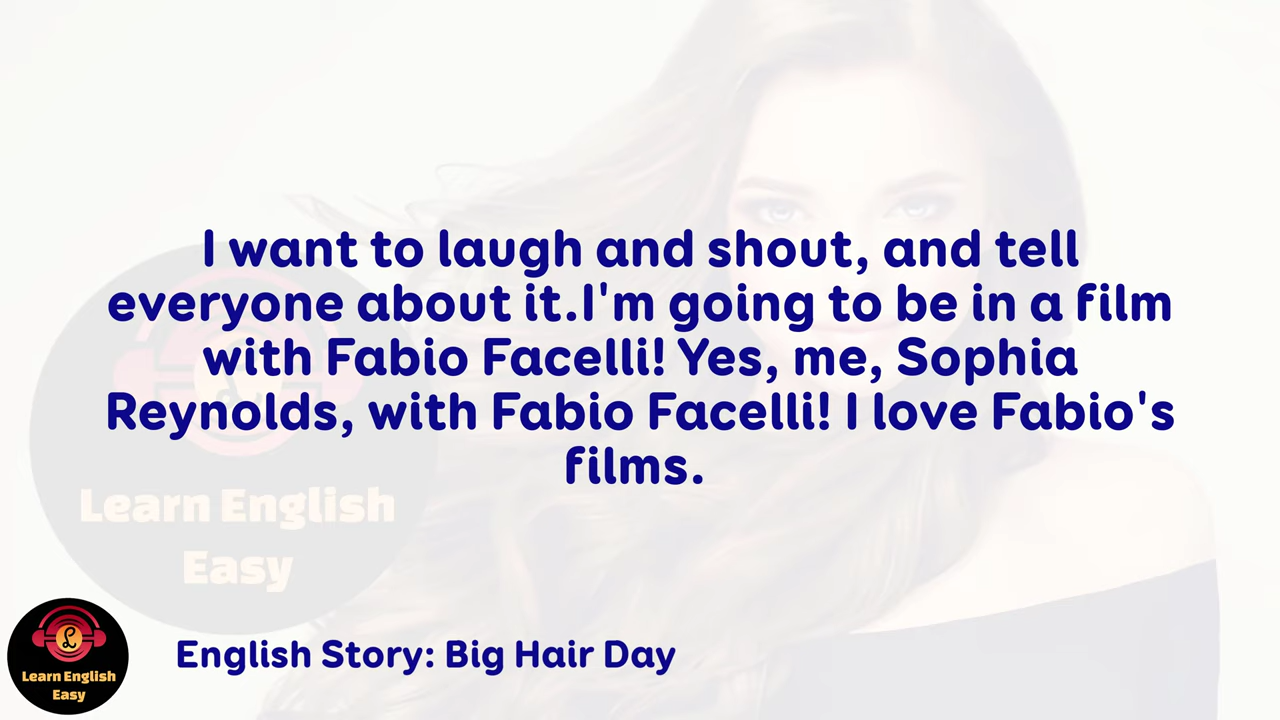 I want to laugh and shout, and tell
everyone about it.I'm going to be in a film
with Fabio Facelli! Yes, me, Sophia
Reynolds, with Fabio Facelli! I love Fabio's
films.
Learn English
Easy
L
Learn English
Easy
English Story: Big Hair Day